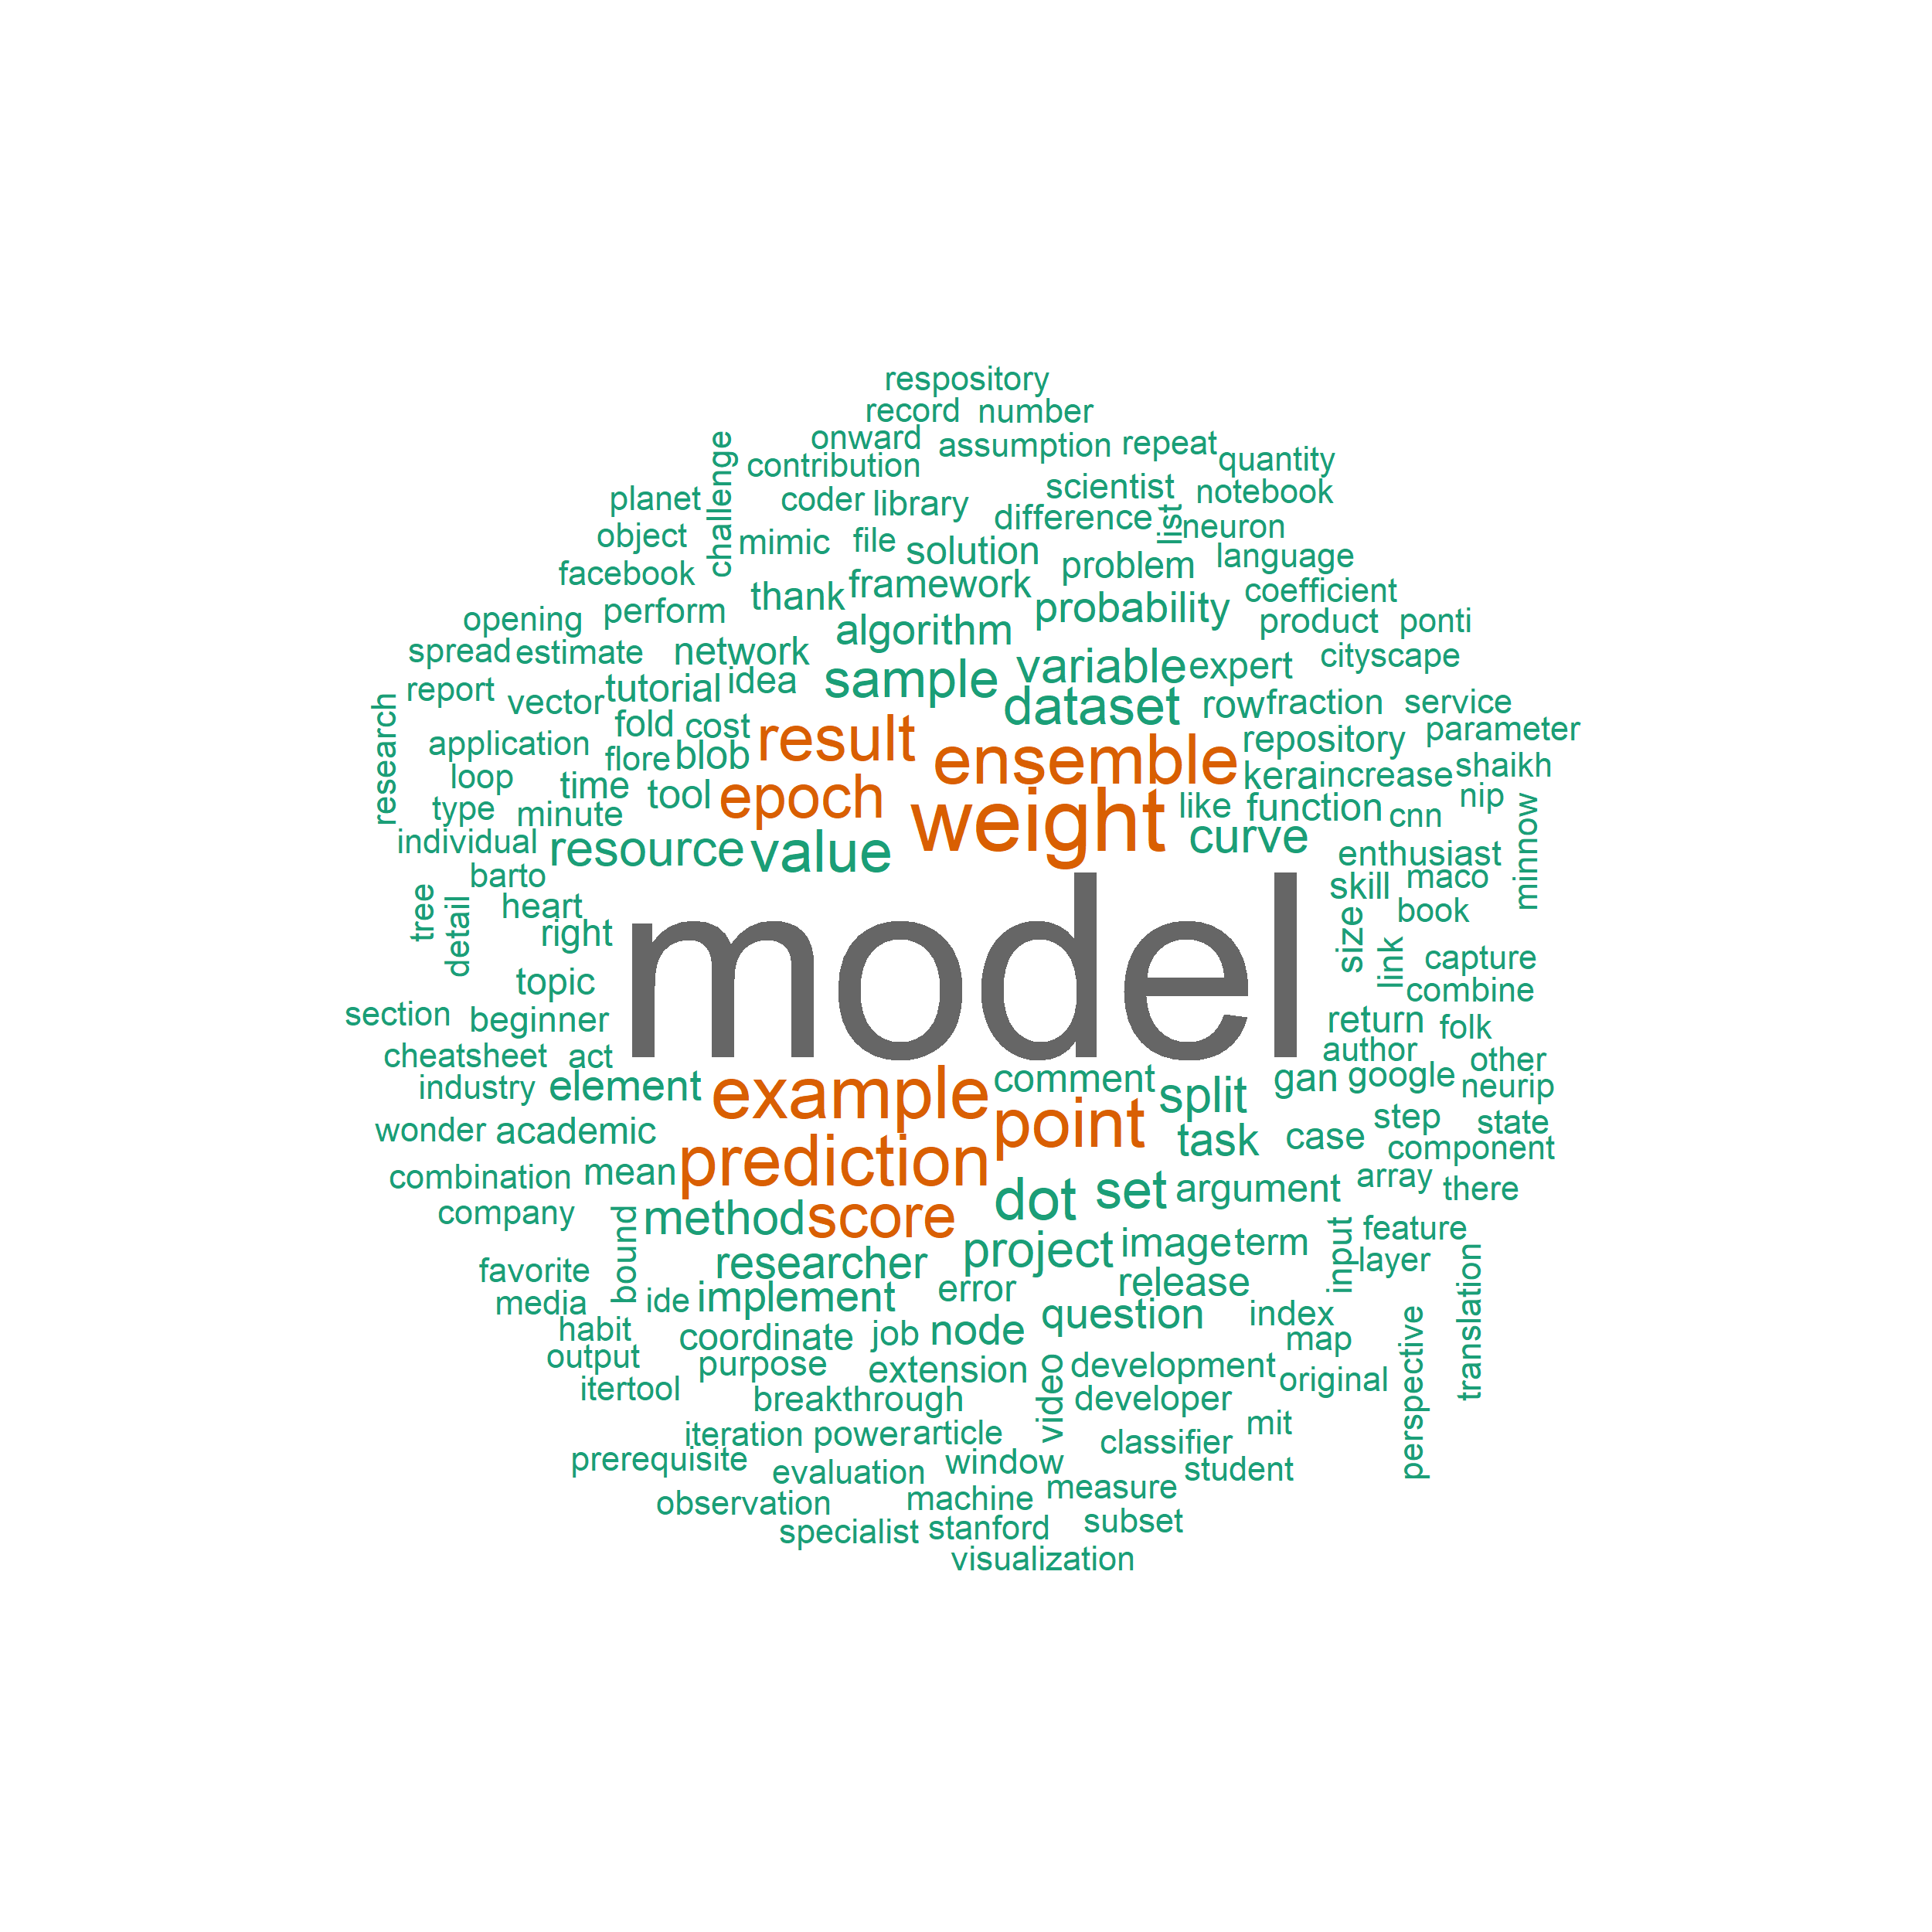 respository
record number
onward assumption repeat
contribution quantity
challenge
planet coder library scientist notebook
object mimic file difference list neuron
facebook solution problem language
thank framework coefficient
opening perform algorithm probability product ponti
spread estimate network sample variable expert cityscape
report vector tutorial idea dataset row fraction service
research
application fold cost result ensemble repository parameter
flore blob
loop time tool epoch weight kera increase shaikh
type minute like function cnn nip
minnow
individual resource value curve enthusiast
barto skill maco
tree detail heart book
right model size link capture
topic combine
section beginner return folk
cheatsheet act author other
industry element example comment split gan google neurip
wonder academic point task case step state
component
combination mean prediction dot set argument array there
company bound method score project image term input feature
favorite researcher release layer translation
media ide implement error question index
habit coordinate job node map perspective
output purpose extension video development original
itertool breakthrough developer
iteration power article classifier mit
prerequisite evaluation window student
observation machine measure
specialist stanford subset
visualization